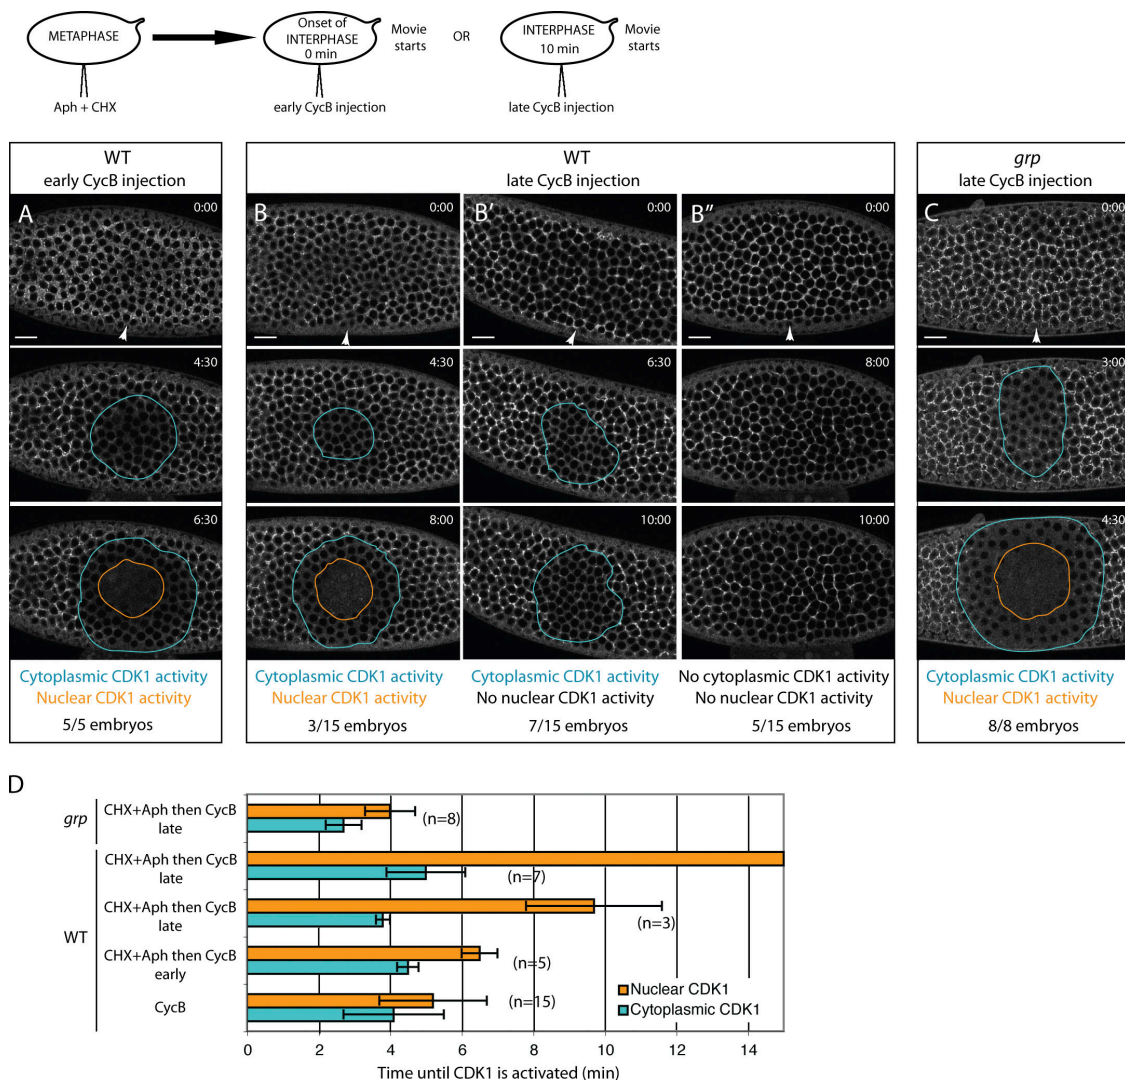 METAPHASE
Onset of
INTERPHASE
0 min
Movie
starts
OR
INTERPHASE
10 min
Movie
starts
Aph + CHX
early CycB injection
late CycB injection
WT
early CycB injection
WT
late CycB injection
grp
late CycB injection
A
0:00
B
0:00
B'
0:00
B"
0:00
C
0:00
4:30
4:30
6:30
8:00
3:00
6:30
8:00
10:00
10:00
4:30
Cytoplasmic CDK1 activity
Nuclear CDK1 activity
5/5 embryos
Cytoplasmic CDK1 activity
Nuclear CDK1 activity
3/15 embryos
Cytoplasmic CDK1 activity
No nuclear CDK1 activity
7/15 embryos
No cytoplasmic CDK1 activity
No nuclear CDK1 activity
5/15 embryos
Cytoplasmic CDK1 activity
Nuclear CDK1 activity
8/8 embryos
D
grp
CHX+Aph then CycB
late
(n=8)
WT
CHX+Aph then CycB
late
(n=7)
CHX+Aph then CycB
late
(n=3)
CHX+Aph then CycB
early
(n=5)
CycB
(n=15)
Nuclear CDK1
Cytoplasmic CDK1
0 2 4 6 8 10 12 14
Time until CDK1 is activated (min)